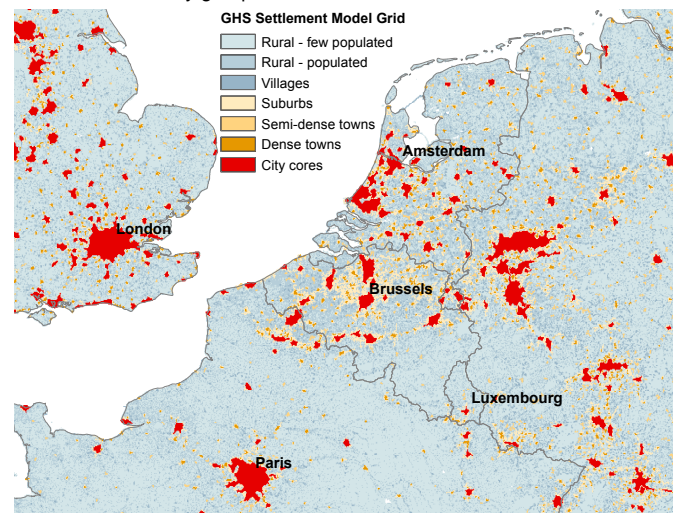 GHS Settlement Model Grid
Rural - few populated
Rural - populated
Villages
Suburbs
Semi-dense towns
Dense towns
City cores
Amsterdam
London
Brussels
Luxembourg
Paris